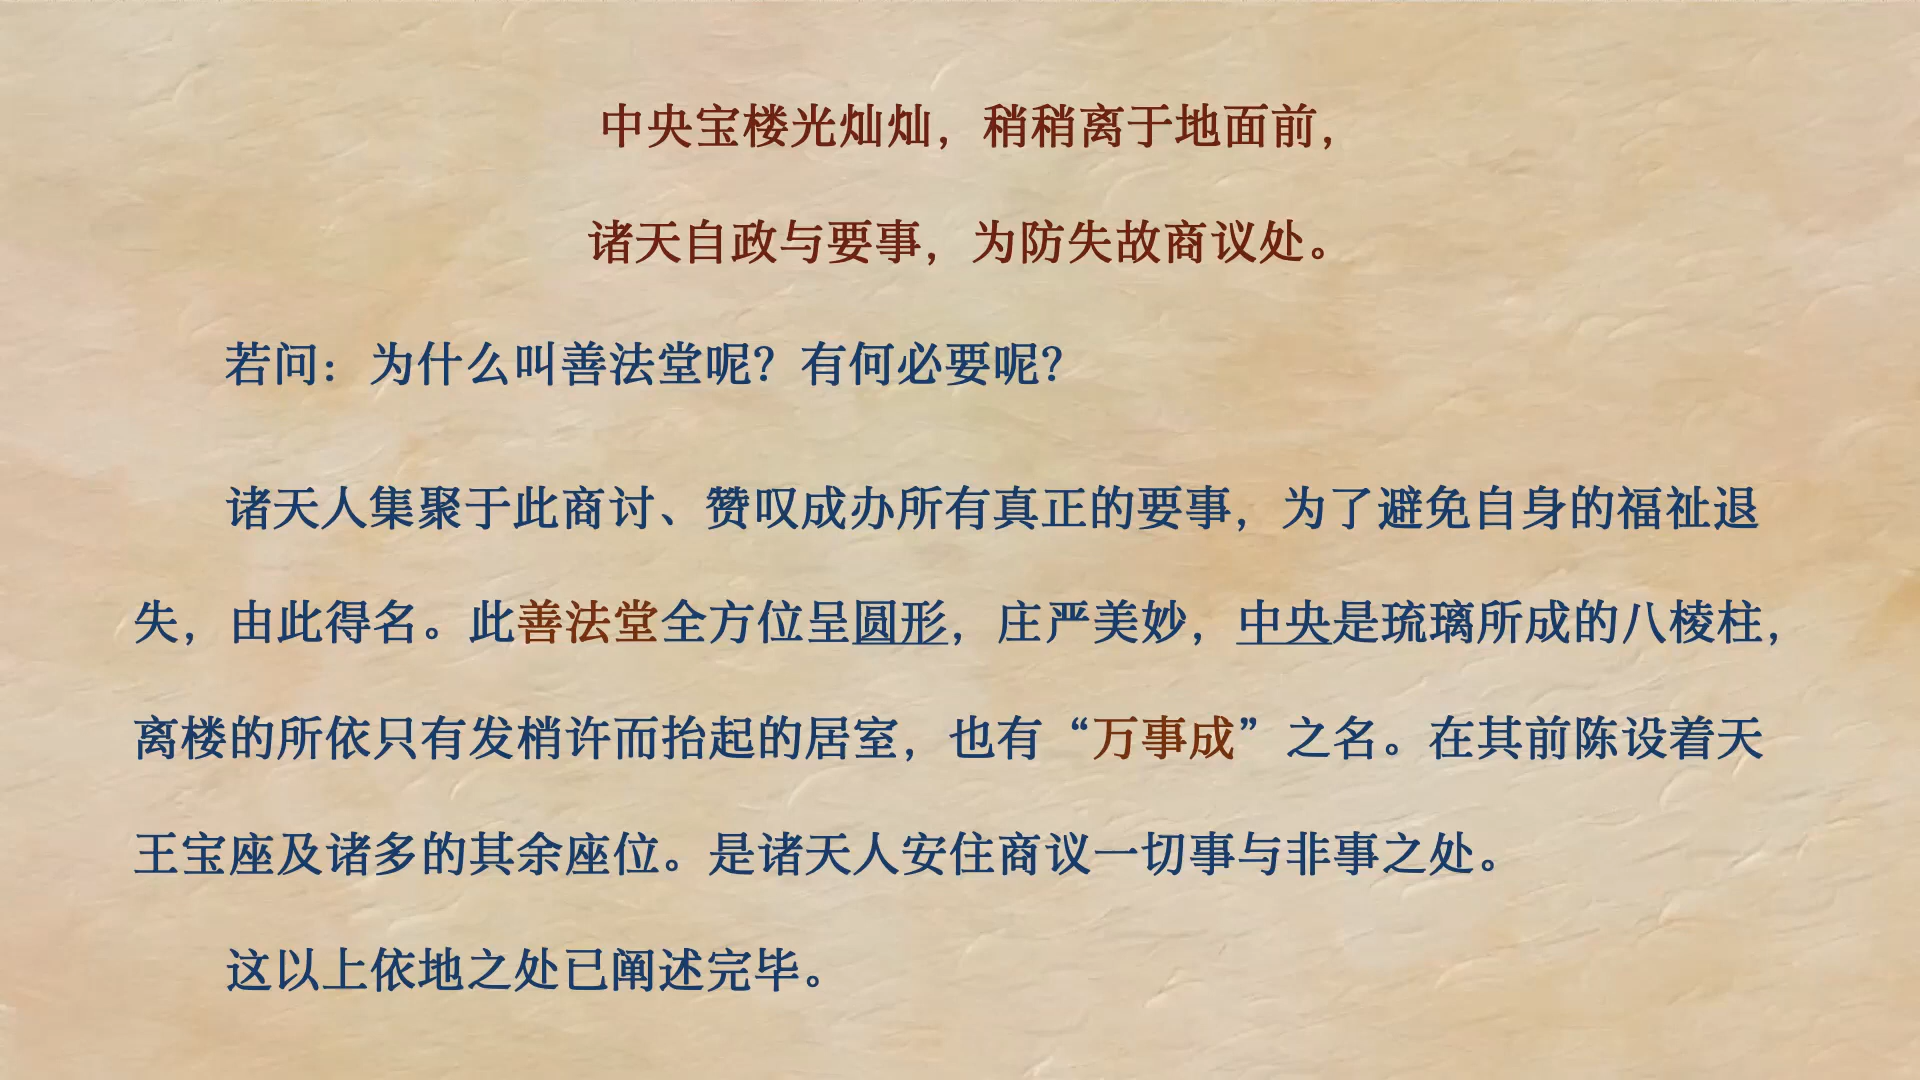 中央宝楼光灿灿，稍稍离于地面前，
诸天自政与要事，为防失故商议处。
若问：为什么叫善法堂呢？有何必要呢？
诸天人集聚于此商讨、赞叹成办所有真正的要事，为了避免自身的福祉退
失，由此得名。此善法堂全方位呈圆形，庄严美妙，中央是琉璃所成的八棱柱，
离楼的所依只有发梢许而抬起的居室，也有“万事成”之名。在其前陈设着天
王宝座及诸多的其余座位。是诸天人安住商议一切事与非事之处。
这以上依地之处已阐述完毕。